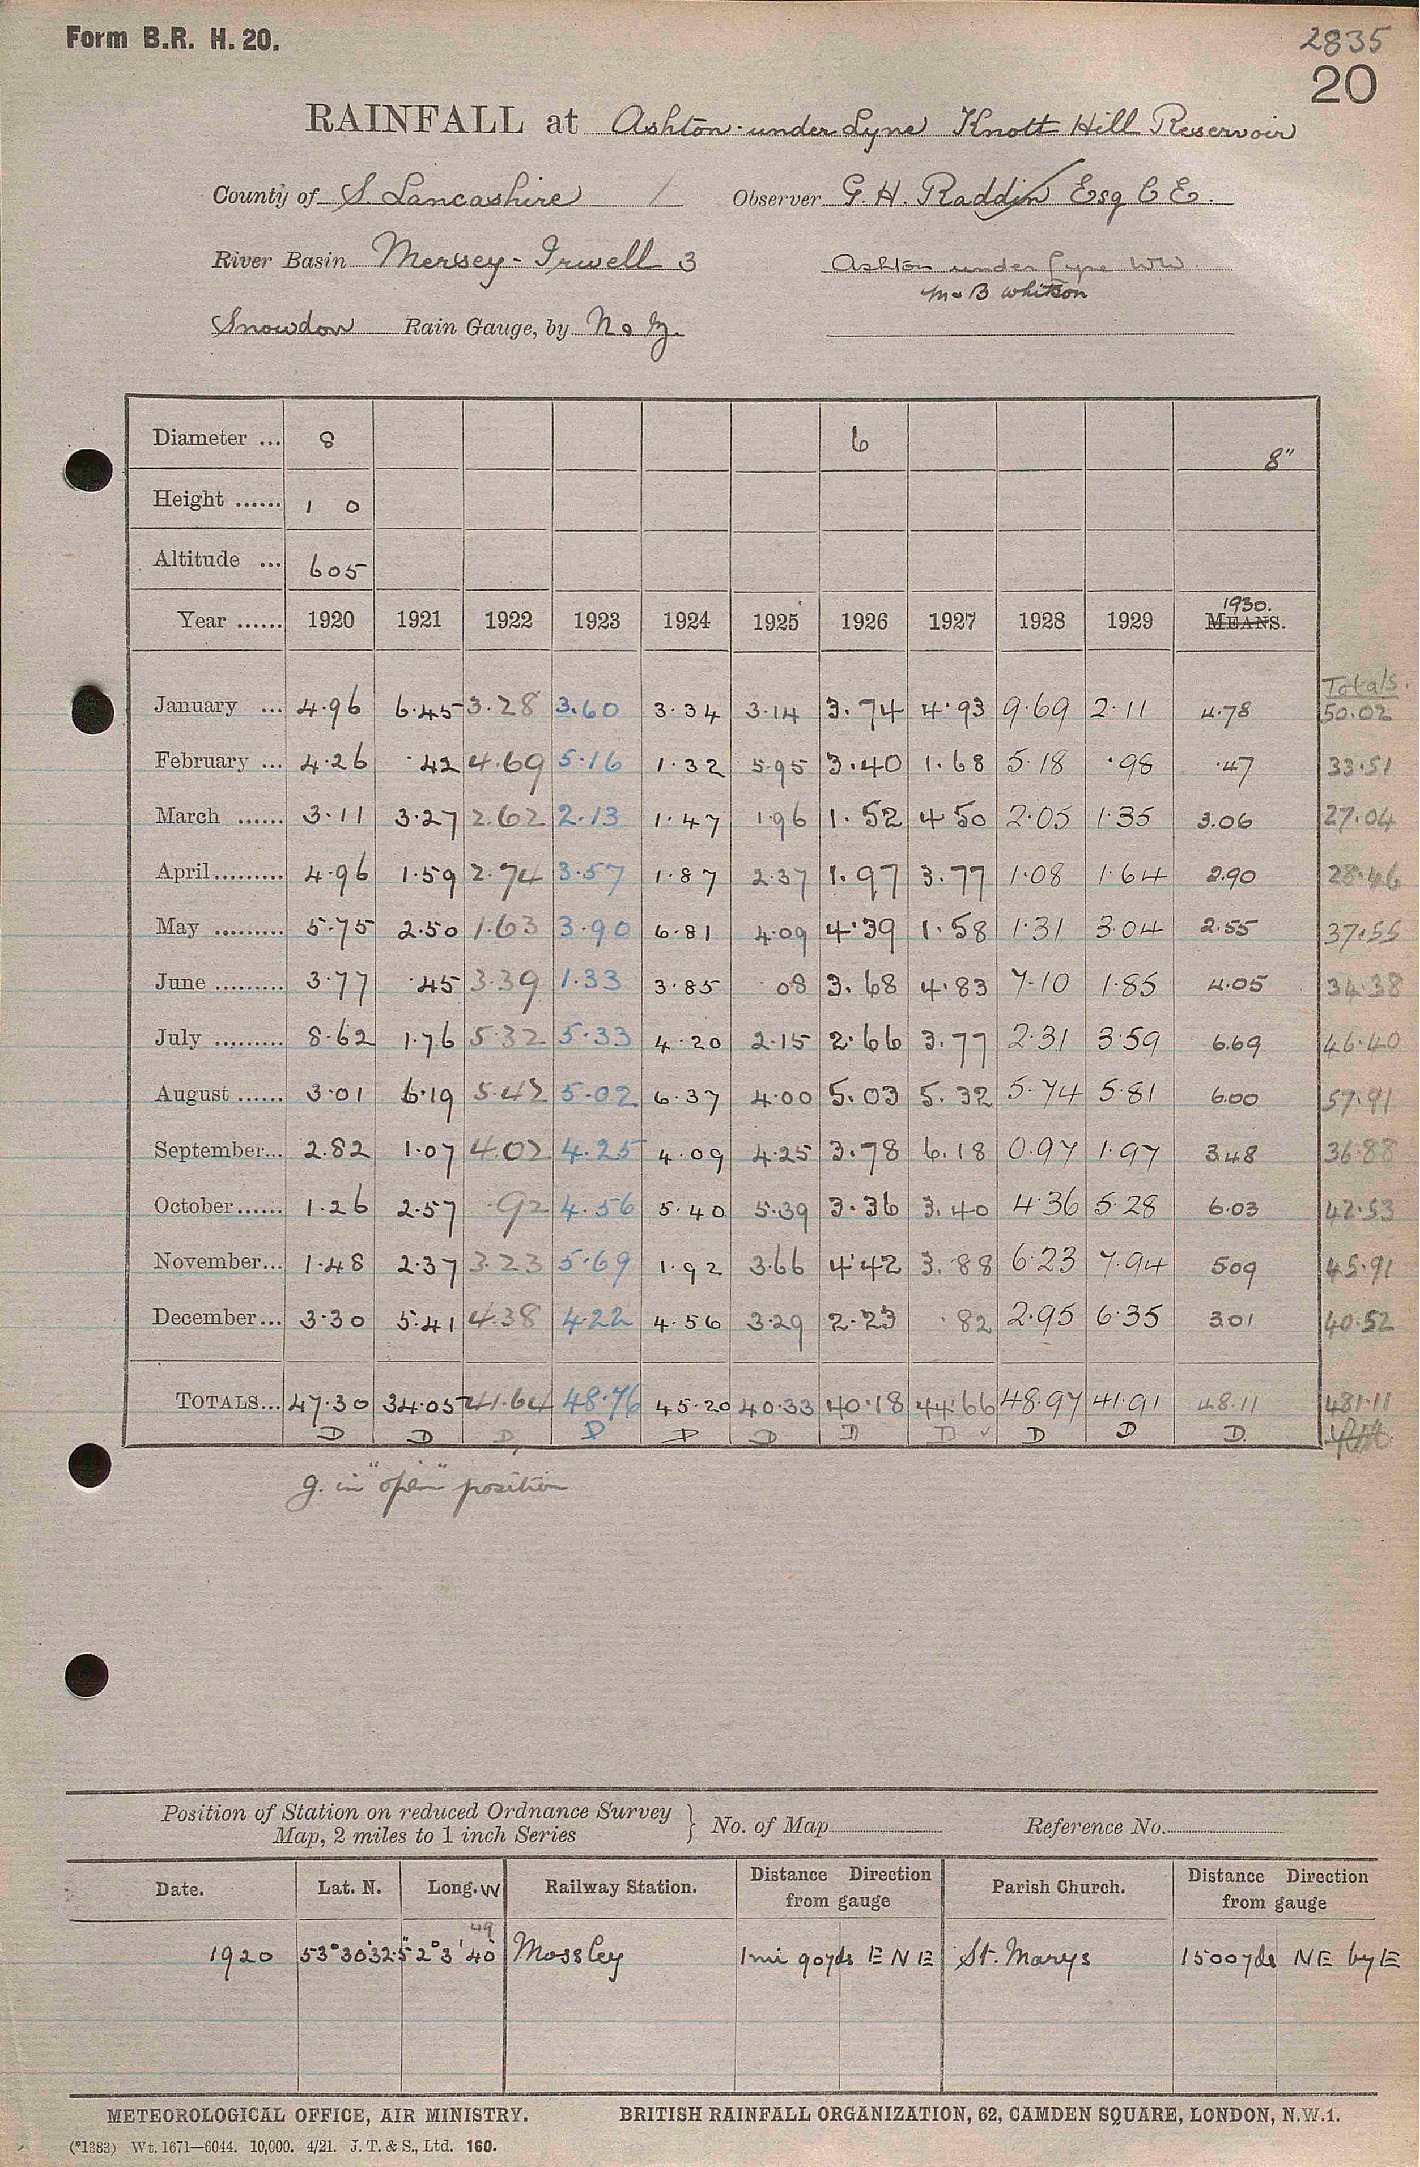 Form B.R. H. 20.
2835
20
RAINFALL at Ashton-under-Lyne Knott Hill Reservoir
County of S. Lancashire / Observer G. H. Raddin Esq C E.
River Basin Mersey-Irwell 3 Ashton under Lyne WW.
Mr B Whitson
Snowdon Rain Gauge, by N & Z.
Diameter ... 8 6 8"
Height ...... 1 0
Altitude ... 605
1930.
Year ...... 1920 1921 1922 1923 1924 1925 1926 1927 1928 1929 MEANS.
Totals.
January ... 4.96 6.45 3.28 3.60 3.34 3.14 3.74 4.93 9.69 2.11 4.78 50.02
February ... 4.26 .42 4.69 5.16 1.32 5.95 3.40 1.68 5.18 .98 .47 33.51
March ...... 3.11 3.27 2.62 2.13 1.47 1.96 1.52 4.50 2.05 1.35 3.06 27.04
April......... 4.96 1.59 2.74 3.57 1.87 2.37 1.97 3.77 1.08 1.64 2.90 28.46
May ......... 5.75 2.50 1.63 3.90 6.81 4.09 4.39 1.58 1.31 3.04 2.55 37.55
June ......... 3.77 .45 3.39 1.33 3.85 .08 3.68 4.83 7.10 1.85 4.05 34.38
July ......... 8.62 1.76 5.32 5.33 4.20 2.15 2.66 3.77 2.31 3.59 6.69 46.40
August ...... 3.01 6.19 5.42 5.02 6.37 4.00 5.03 5.32 5.74 5.81 6.00 57.91
September... 2.82 1.07 4.02 4.25 4.09 4.25 3.78 6.18 0.97 1.97 3.48 36.88
October...... 1.26 2.57 .92 4.56 5.40 5.39 3.36 3.40 4.36 5.28 6.03 42.53
November... 1.48 2.37 3.23 5.69 1.92 3.66 4.42 3.88 6.23 7.94 5.09 45.91
December... 3.30 5.41 4.38 4.22 4.56 3.29 2.23 .82 2.95 6.35 3.01 40.52
TOTALS... 47.30 34.05 41.64 48.76 45.20 40.33 40.18 44.66 48.97 41.91 48.11 481.11
D D D D D D D D ✓ D D D.
g. in "open" position
Position of Station on reduced Ordnance Survey
Map, 2 miles to 1 inch Series } No. of Map Reference No.
Date. Lat. N. Long. W Railway Station. Distance Direction from gauge Parish Church. Distance Direction from gauge
49
1920 53°30'32.5" 2°3'40 Mossley 1 mi 90 yds E N E St. Marys 1500 yds NE by E
METEOROLOGICAL OFFICE, AIR MINISTRY. BRITISH RAINFALL ORGANIZATION, 62, CAMDEN SQUARE, LONDON, N.W.1.
(*1383) Wt. 1671—6044. 10,000. 4/21. J. T. & S., Ltd. 160.